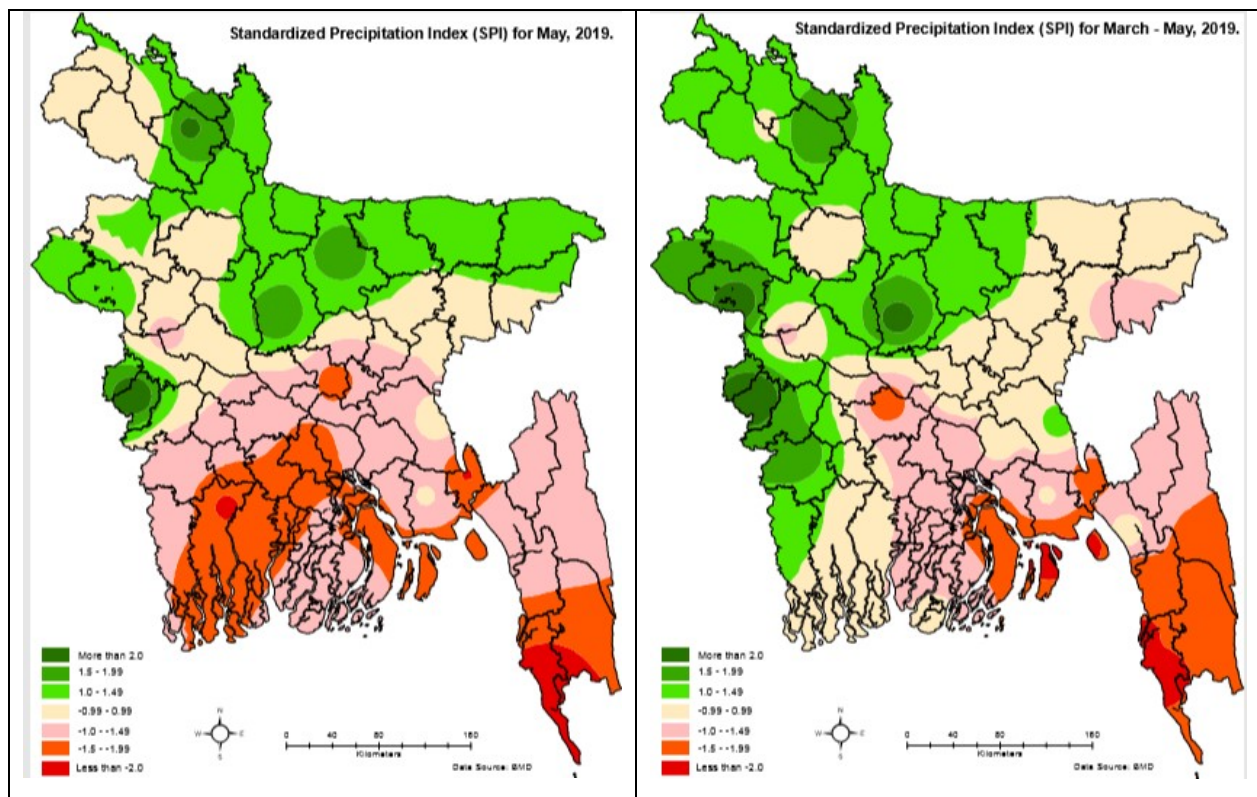 Standardized Precipitation Index (SPI) for May, 2019.
More than 2.0
1.5 - 1.99
1.0 - 1.49
-0.99 - 0.99
-1.0 - -1.49
-1.5 - -1.99
Less than -2.0
N
W
E
S
0 40 80 160
Kilometers
Data Source: BMD
Standardized Precipitation Index (SPI) for March - May, 2019.
More than 2.0
1.5 - 1.99
1.0 - 1.49
-0.99 - 0.99
-1.0 - -1.49
-1.5 - -1.99
Less than -2.0
N
W
E
S
0 40 80 160
Kilometers
Data Source: BMD